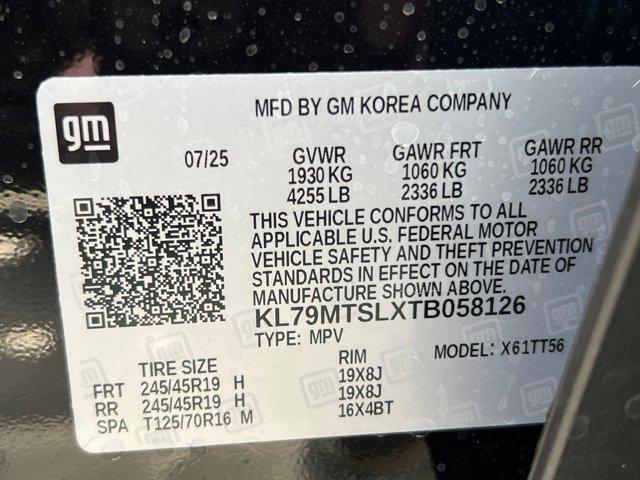 MFD BY GM KOREA COMPANY
gm
07/25 GVWR GAWR FRT GAWR RR
1930 KG 1060 KG 1060 KG
4255 LB 2336 LB 2336 LB
THIS VEHICLE CONFORMS TO ALL
APPLICABLE U.S. FEDERAL MOTOR
VEHICLE SAFETY AND THEFT PREVENTION
STANDARDS IN EFFECT ON THE DATE OF
MANUFACTURE SHOWN ABOVE.
KL79MTSLXTB058126
TYPE: MPV MODEL: X61TT56
TIRE SIZE RIM
FRT 245/45R19 H 19X8J
RR 245/45R19 H 19X8J
SPA T125/70R16 M 16X4BT